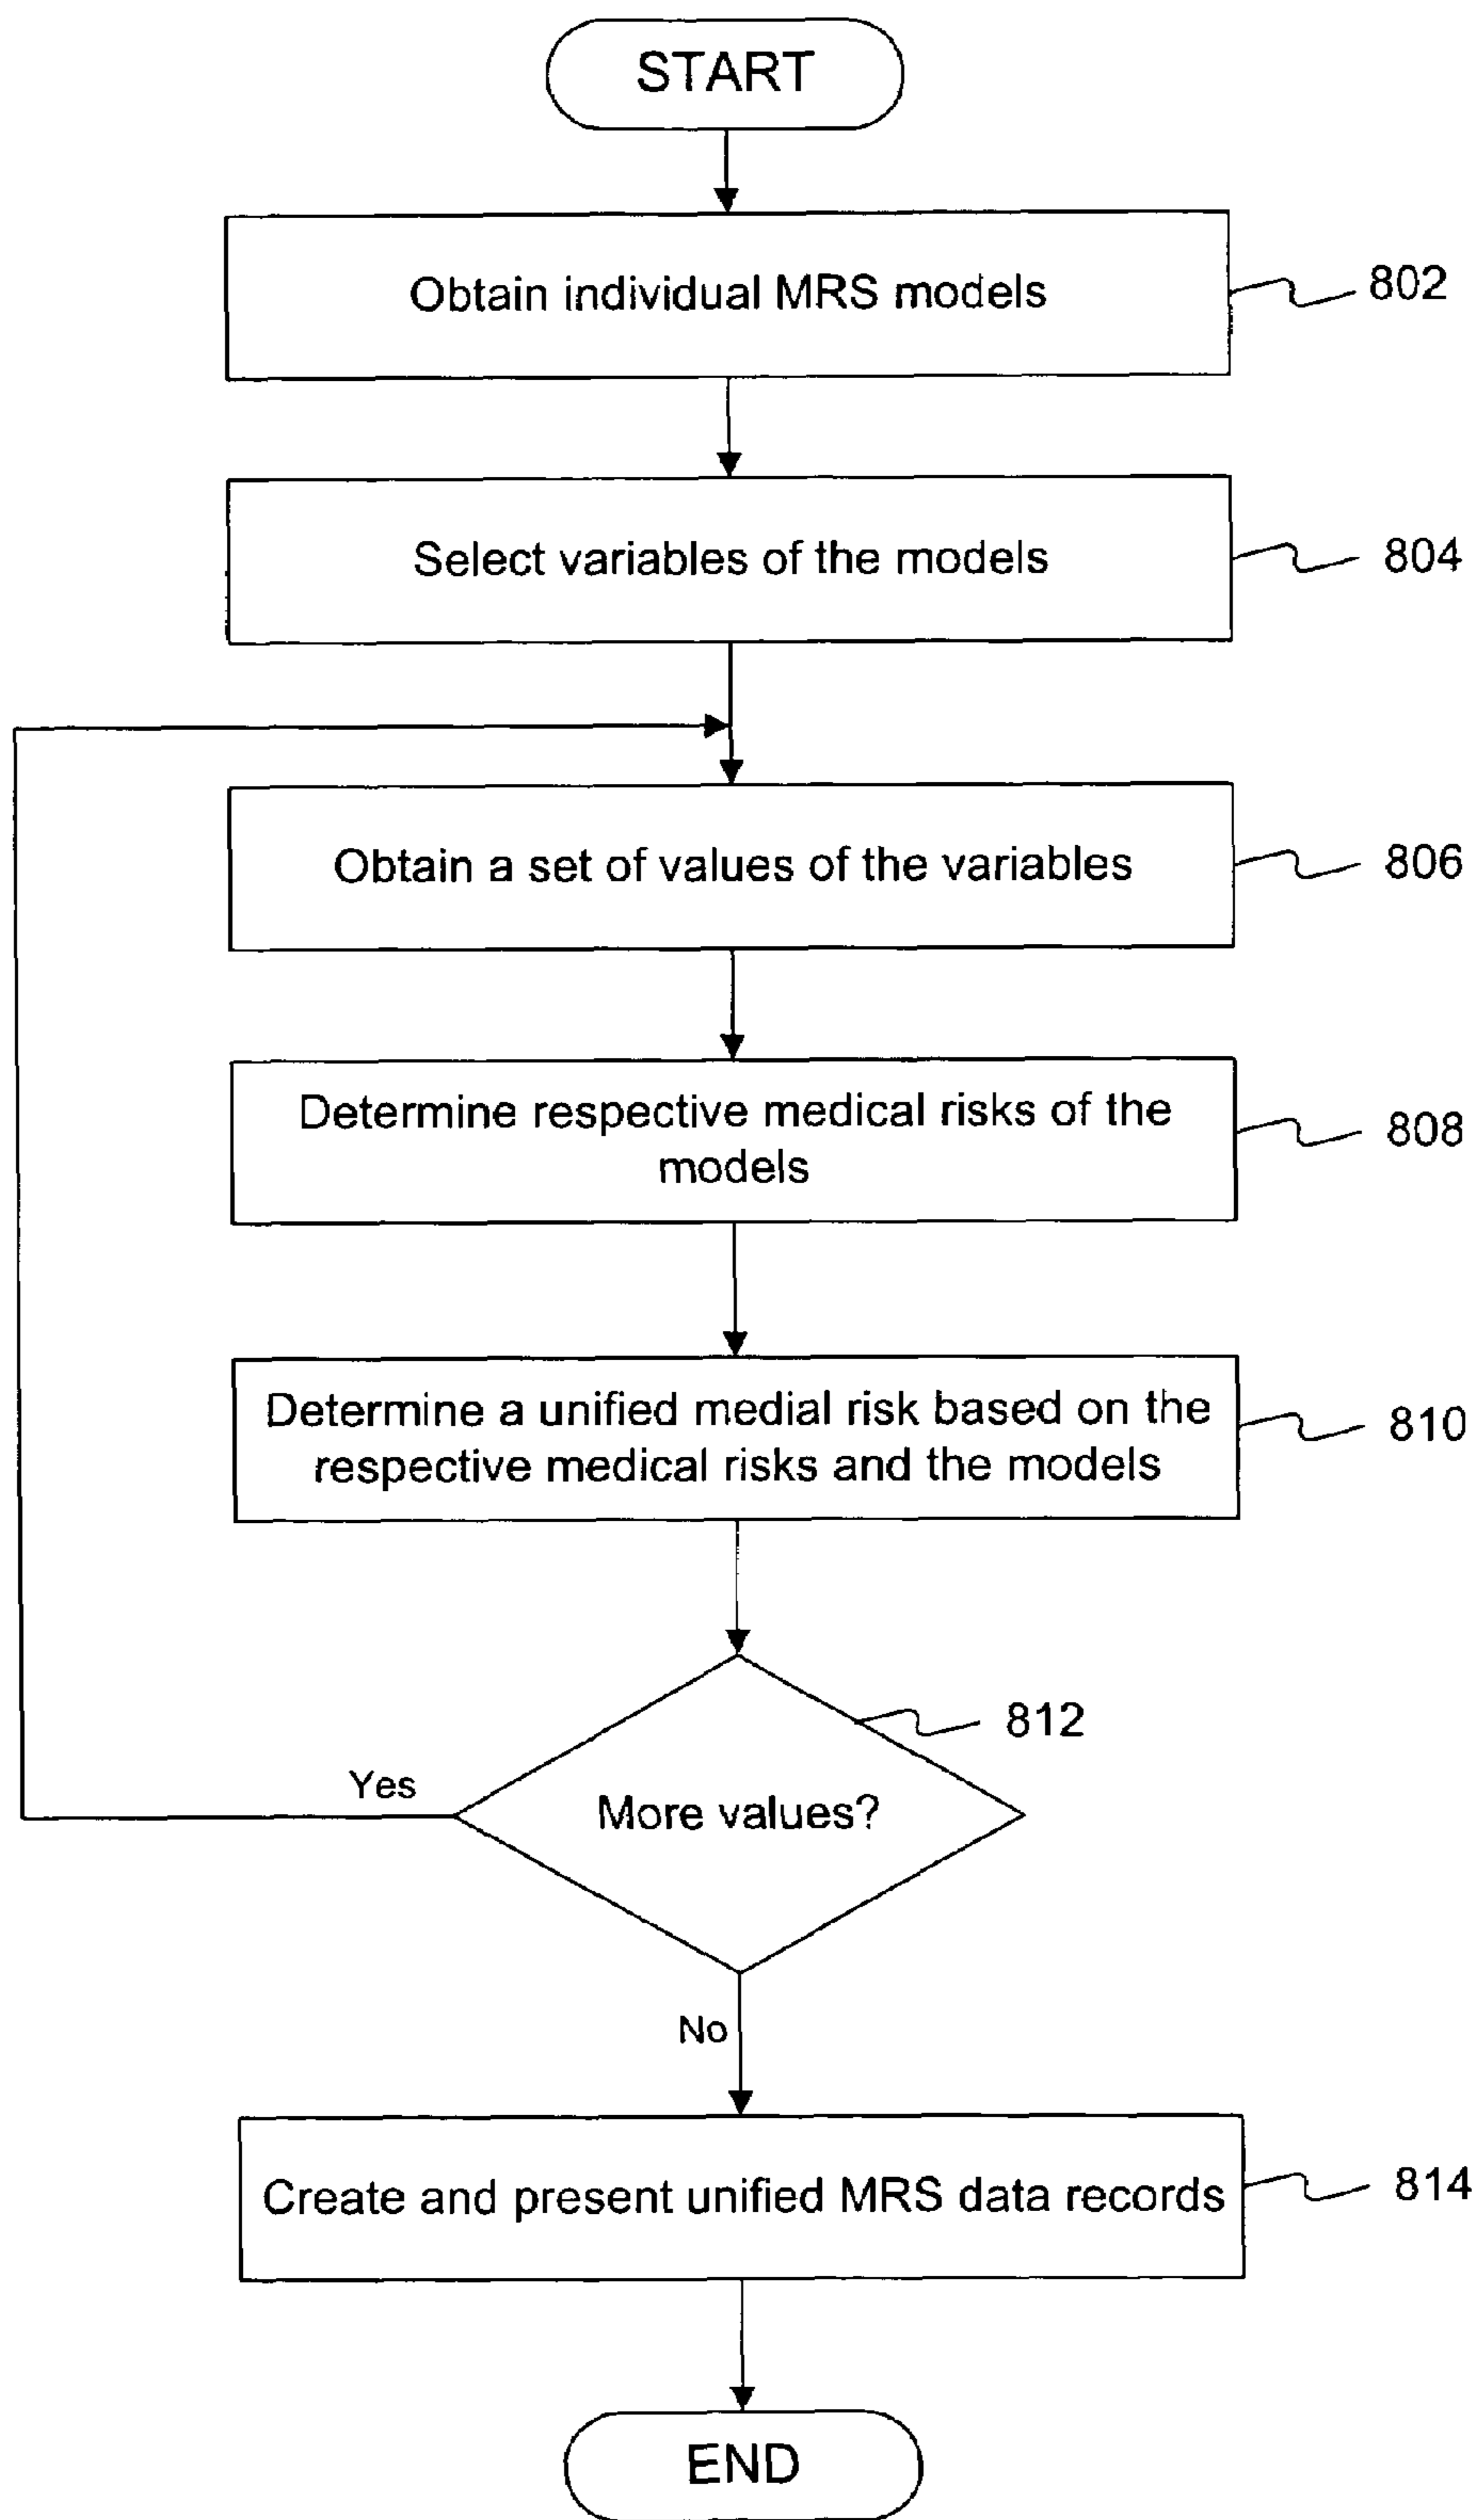 START
Obtain individual MRS models
802
Select variables of the models
804
Obtain a set of values of the variables
806
Determine respective medical risks of the
models
808
Determine a unified medial risk based on the
respective medical risks and the models
810
812
Yes
More values?
No
Create and present unified MRS data records
814
END